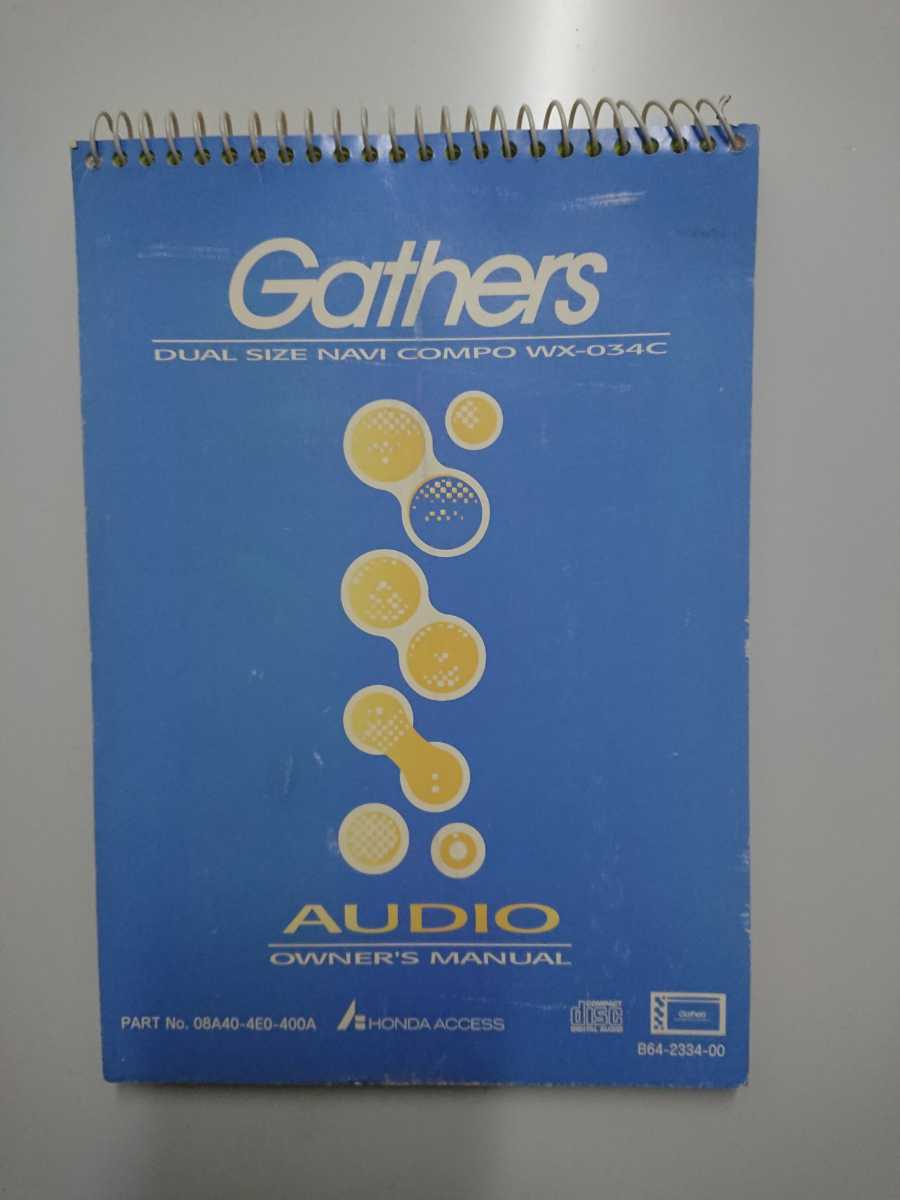 Gathers
DUAL SIZE NAVI COMPO WX-034C
AUDIO
OWNER'S MANUAL
PART No. 08A40-4E0-400A
HONDA ACCESS
COMPACT
disc
DIGITAL AUDIO
Gathers
B64-2334-00